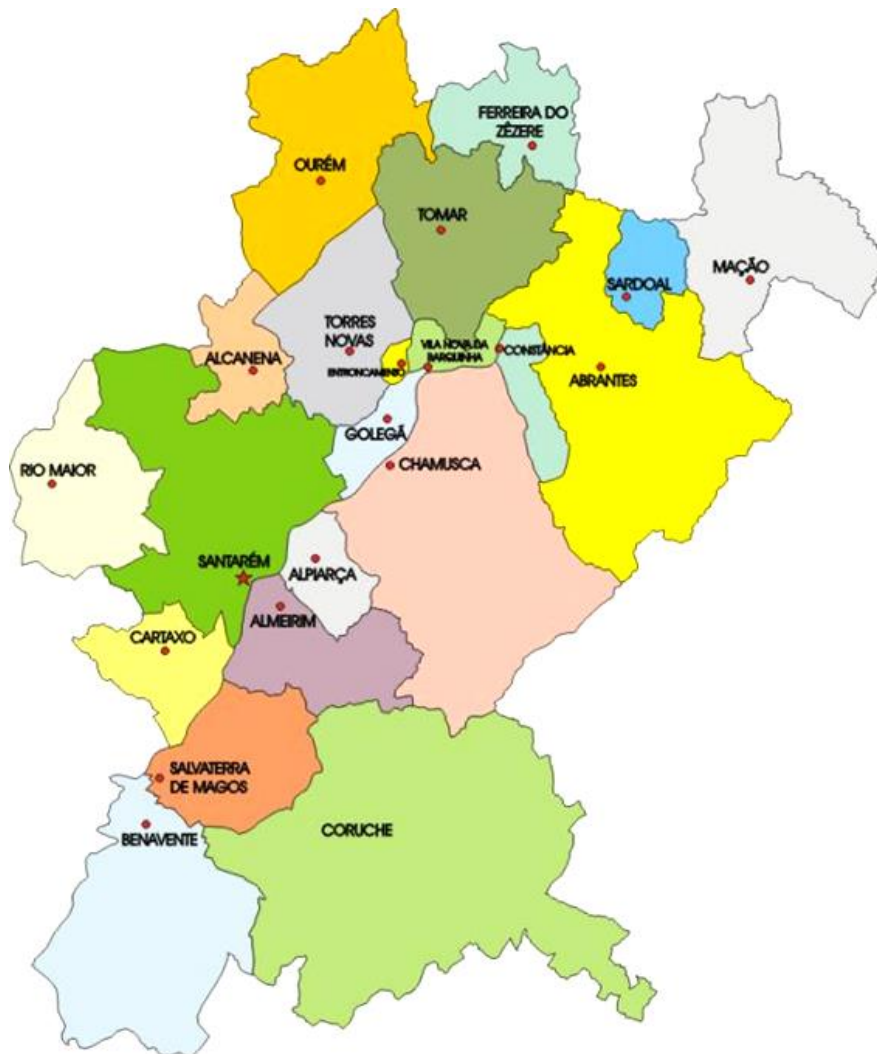 FERREIRA DO
ZÊZERE
OURÉM
TOMAR
MAÇÃO
SARDOAL
TORRES
NOVAS
VILA NOVA DA
BARQUINHA
CONSTÂNCIA
ALCANENA
ENTRONCAMENTO
ABRANTES
GOLEGÃ
CHAMUSCA
RIO MAIOR
SANTARÉM
ALPIARÇA
ALMEIRIM
CARTAXO
SALVATERRA
DE MAGOS
CORUCHE
BENAVENTE